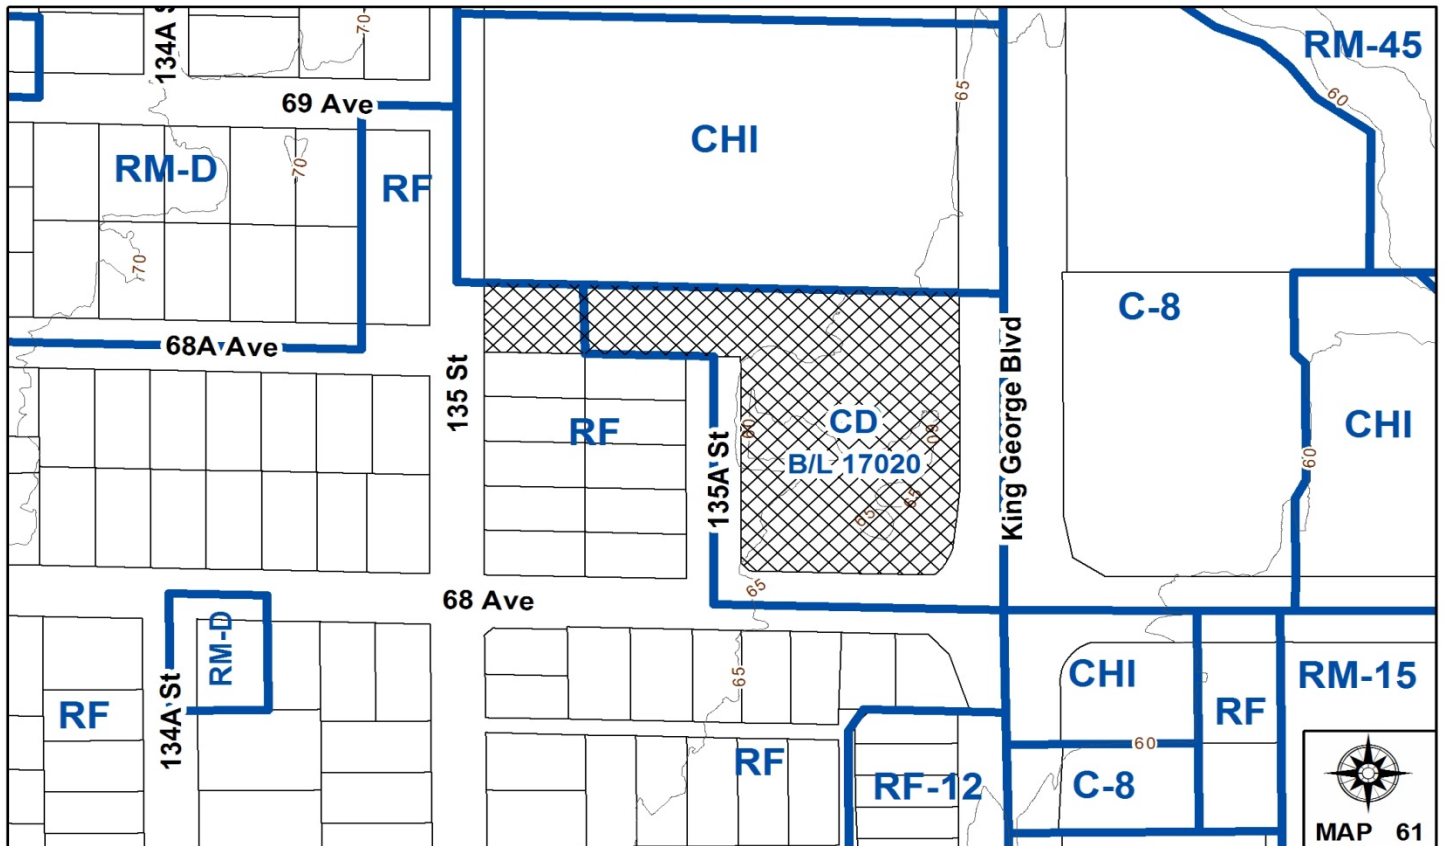 134A S
70
RM-45
69 Ave
65
60
CHI
RM-D
70
RF
70
C-8
68A Ave
135 St
King George Blvd
CD
60
60
RF
CHI
B/L 17020
135A St
65
65
60
68 Ave
65
RM-D
134A St
65
CHI
RM-15
RF
RF
60
RF
RF-12
C-8
MAP 61